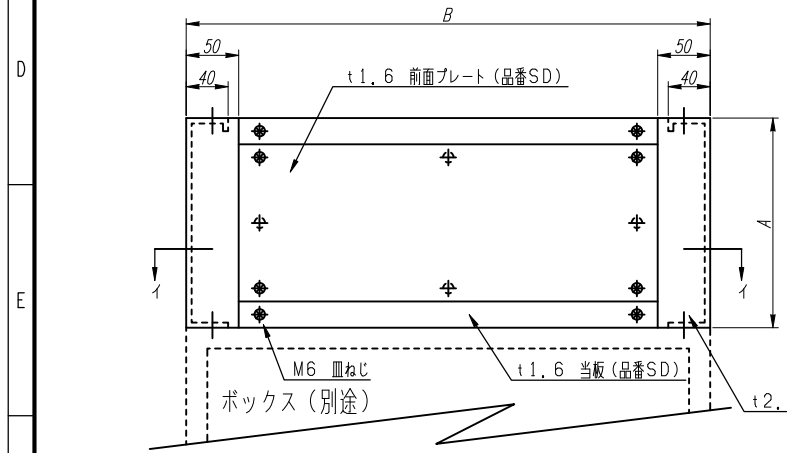 B
50
50
40
40
D
t1.6 前面プレート(品番SD)
A
イ
イ
E
M6 皿ねじ
t1.6 当板(品番SD)
ボックス(別途)
t2.